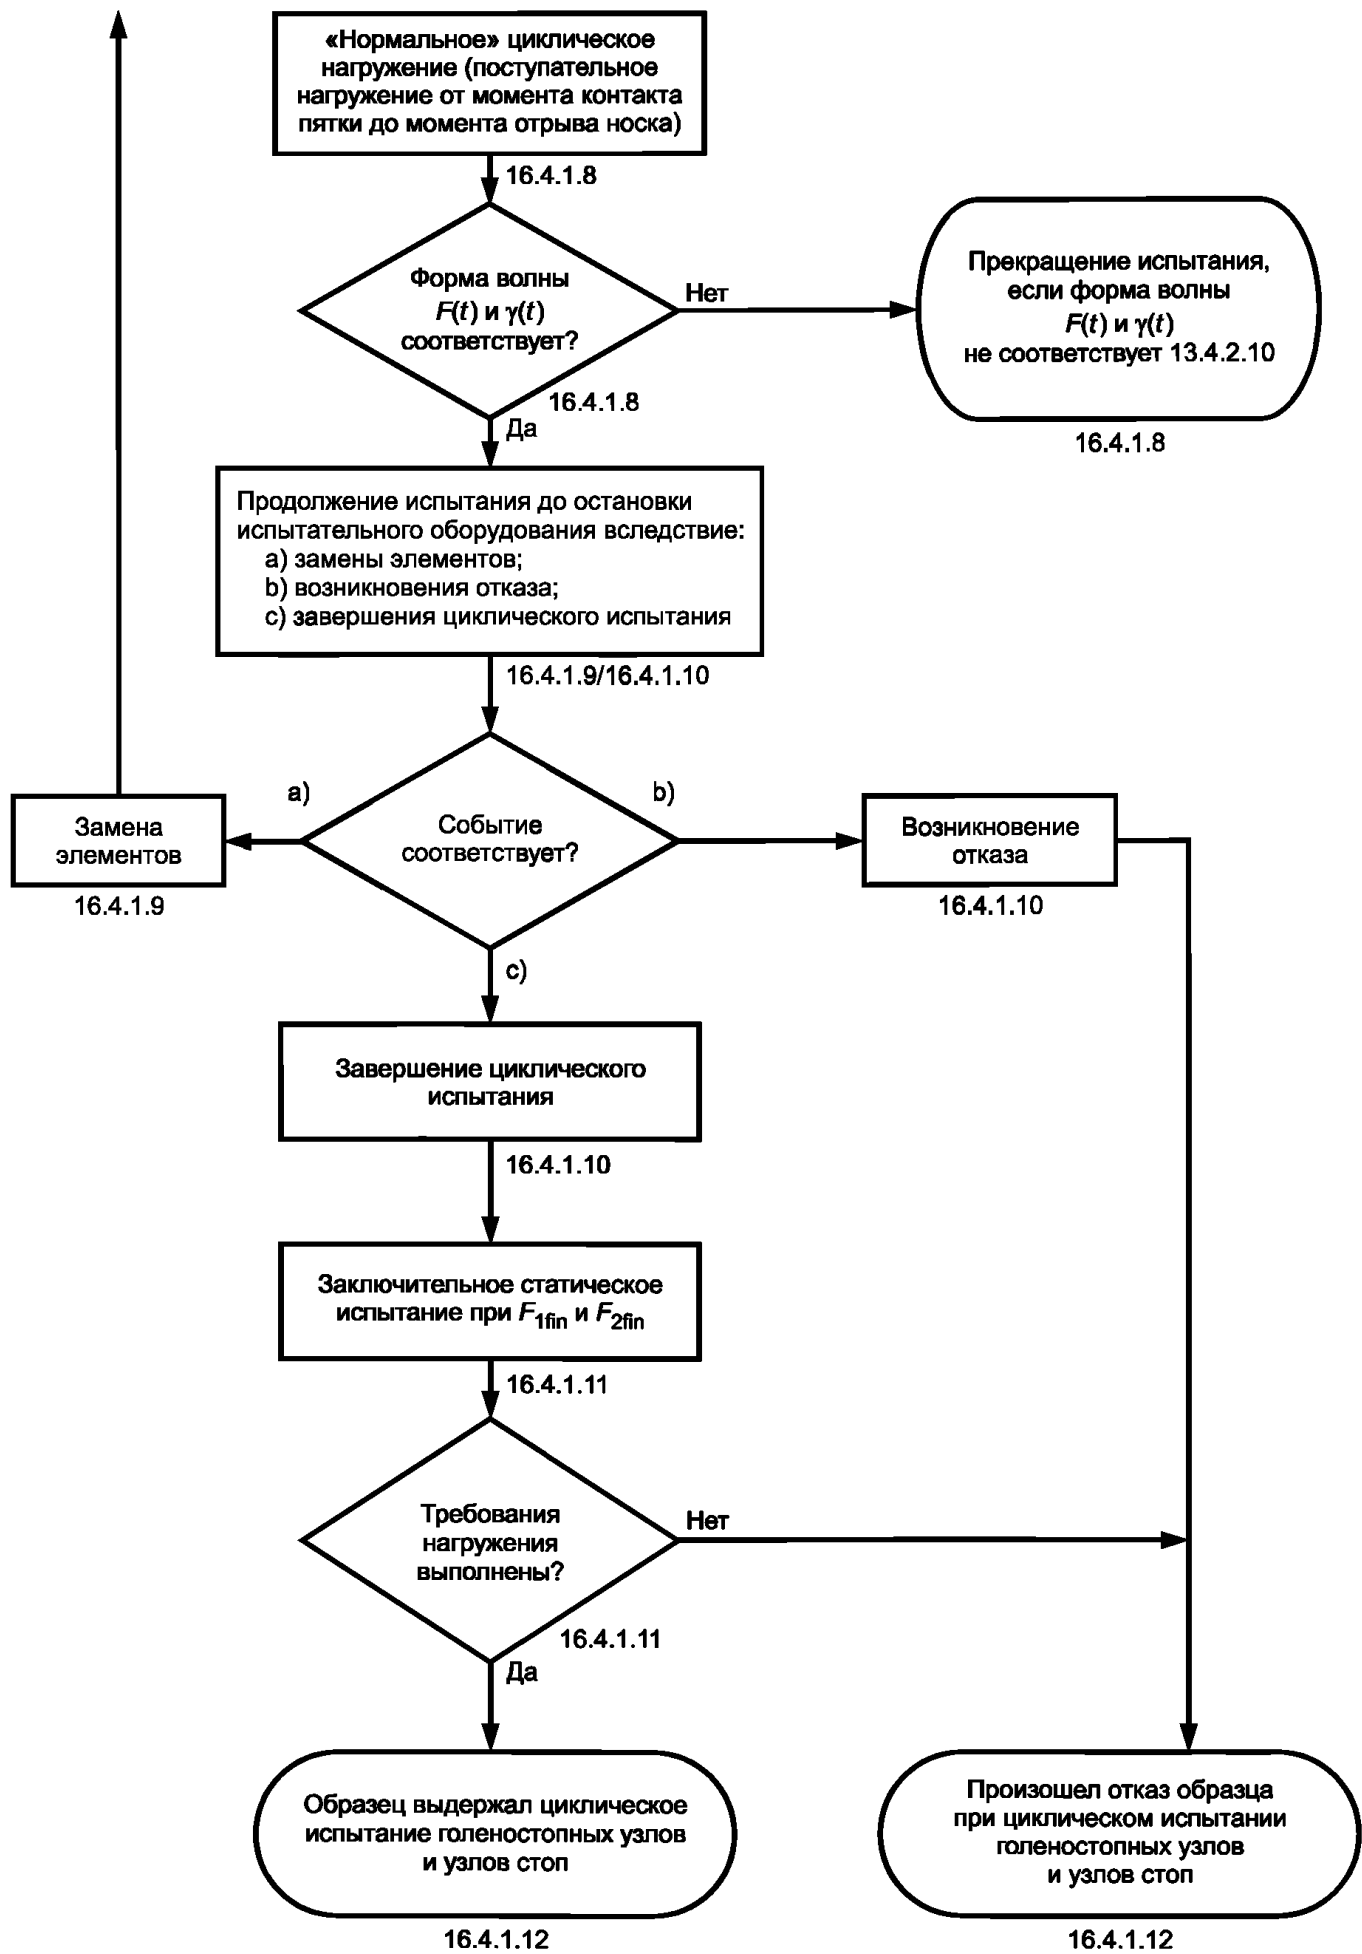 «Нормальное» циклическое
нагружение (поступательное
нагружение от момента контакта
пятки до момента отрыва носка)
16.4.1.8
Форма волны
F(t) и γ(t)
соответствует?
16.4.1.8
Нет
Прекращение испытания,
если форма волны
F(t) и γ(t)
не соответствует 13.4.2.10
16.4.1.8
Да
Продолжение испытания до остановки
испытательного оборудования вследствие:
a) замены элементов;
b) возникновения отказа;
c) завершения циклического испытания
16.4.1.9/16.4.1.10
Событие
соответствует?
a)
Замена
элементов
16.4.1.9
b)
Возникновение
отказа
16.4.1.10
c)
Завершение циклического
испытания
16.4.1.10
Заключительное статическое
испытание при F1fin и F2fin
16.4.1.11
Требования
нагружения
выполнены?
16.4.1.11
Нет
Да
Образец выдержал циклическое
испытание голеностопных узлов
и узлов стоп
16.4.1.12
Произошел отказ образца
при циклическом испытании
голеностопных узлов
и узлов стоп
16.4.1.12